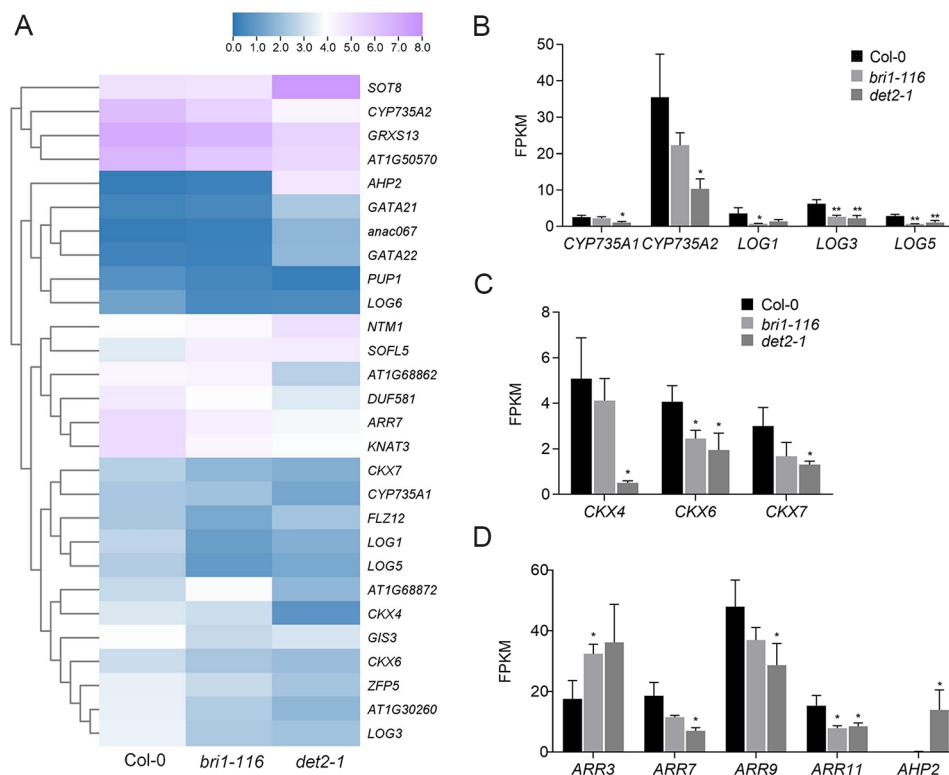 A
0.0 1.0 2.0 3.0 4.0 5.0 6.0 7.0 8.0
SOT8
CYP735A2
GRXS13
AT1G50570
AHP2
GATA21
anac067
GATA22
PUP1
LOG6
NTM1
SOFL5
AT1G68862
DUF581
ARR7
KNAT3
CKX7
CYP735A1
FLZ12
LOG1
LOG5
AT1G68872
CKX4
GIS3
CKX6
ZFP5
AT1G30260
LOG3
Col-0 bri1-116 det2-1
B
50
40
30
20
10
0
FPKM
Col-0
bri1-116
det2-1
* * * ** ** ** **
CYP735A1 CYP735A2 LOG1 LOG3 LOG5
C
8
6
4
2
0
FPKM
Col-0
bri1-116
det2-1
* * * *
CKX4 CKX6 CKX7
D
60
40
20
0
FPKM
* * * * * *
ARR3 ARR7 ARR9 ARR11 AHP2